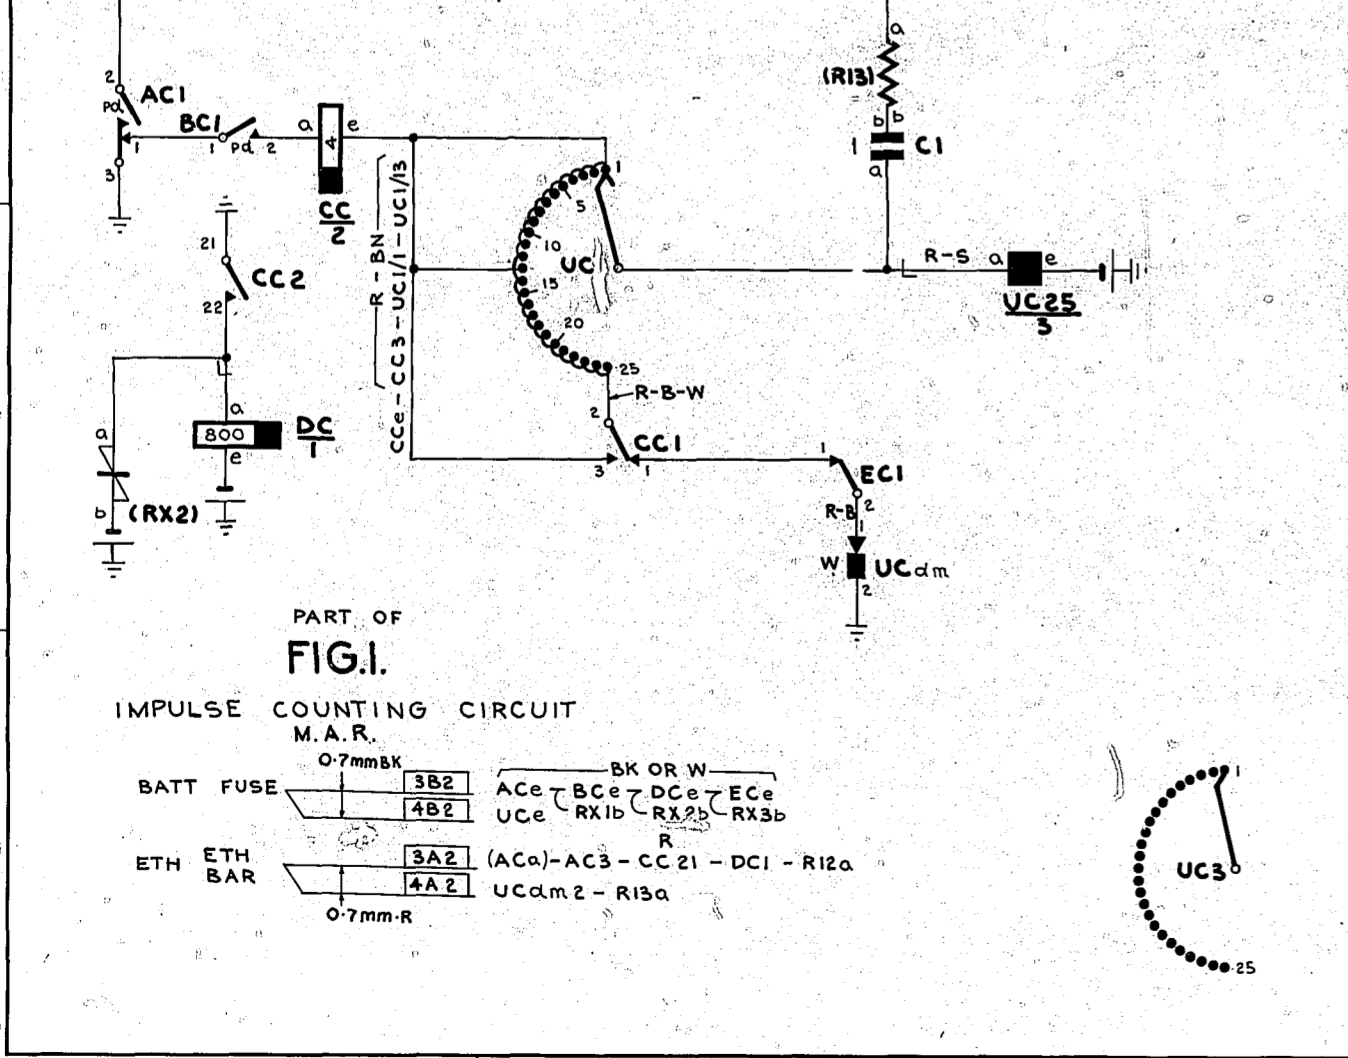 a
(R13)
b b
1 C1
a
2
AC1
pd
BC1
1
1 pd 2
a 4 e
3
CC
2
21
CC2
22
R-BN
CCe-CC3-UC1/1-UC1/13
1
5
10
UC
15
20
25
R-S a e
UC25
3
R-B-W
2
CC1
3 1
1
EC1
2
R-B
1
W UCdm
2
a
800
DC
1
e
a
b (RX2)
PART OF
FIG.1.
IMPULSE COUNTING CIRCUIT
M.A.R.
0·7mmBK
BATT FUSE
3B2
4B2
BK OR W
ACe BCe DCe ECe
UCe RX1b RX2b RX3b
ETH ETH BAR
3A2
4A2
R
(ACa)-AC3-CC21-DC1-R12a
UCdm2-R13a
0·7mm·R
1
UC3
25